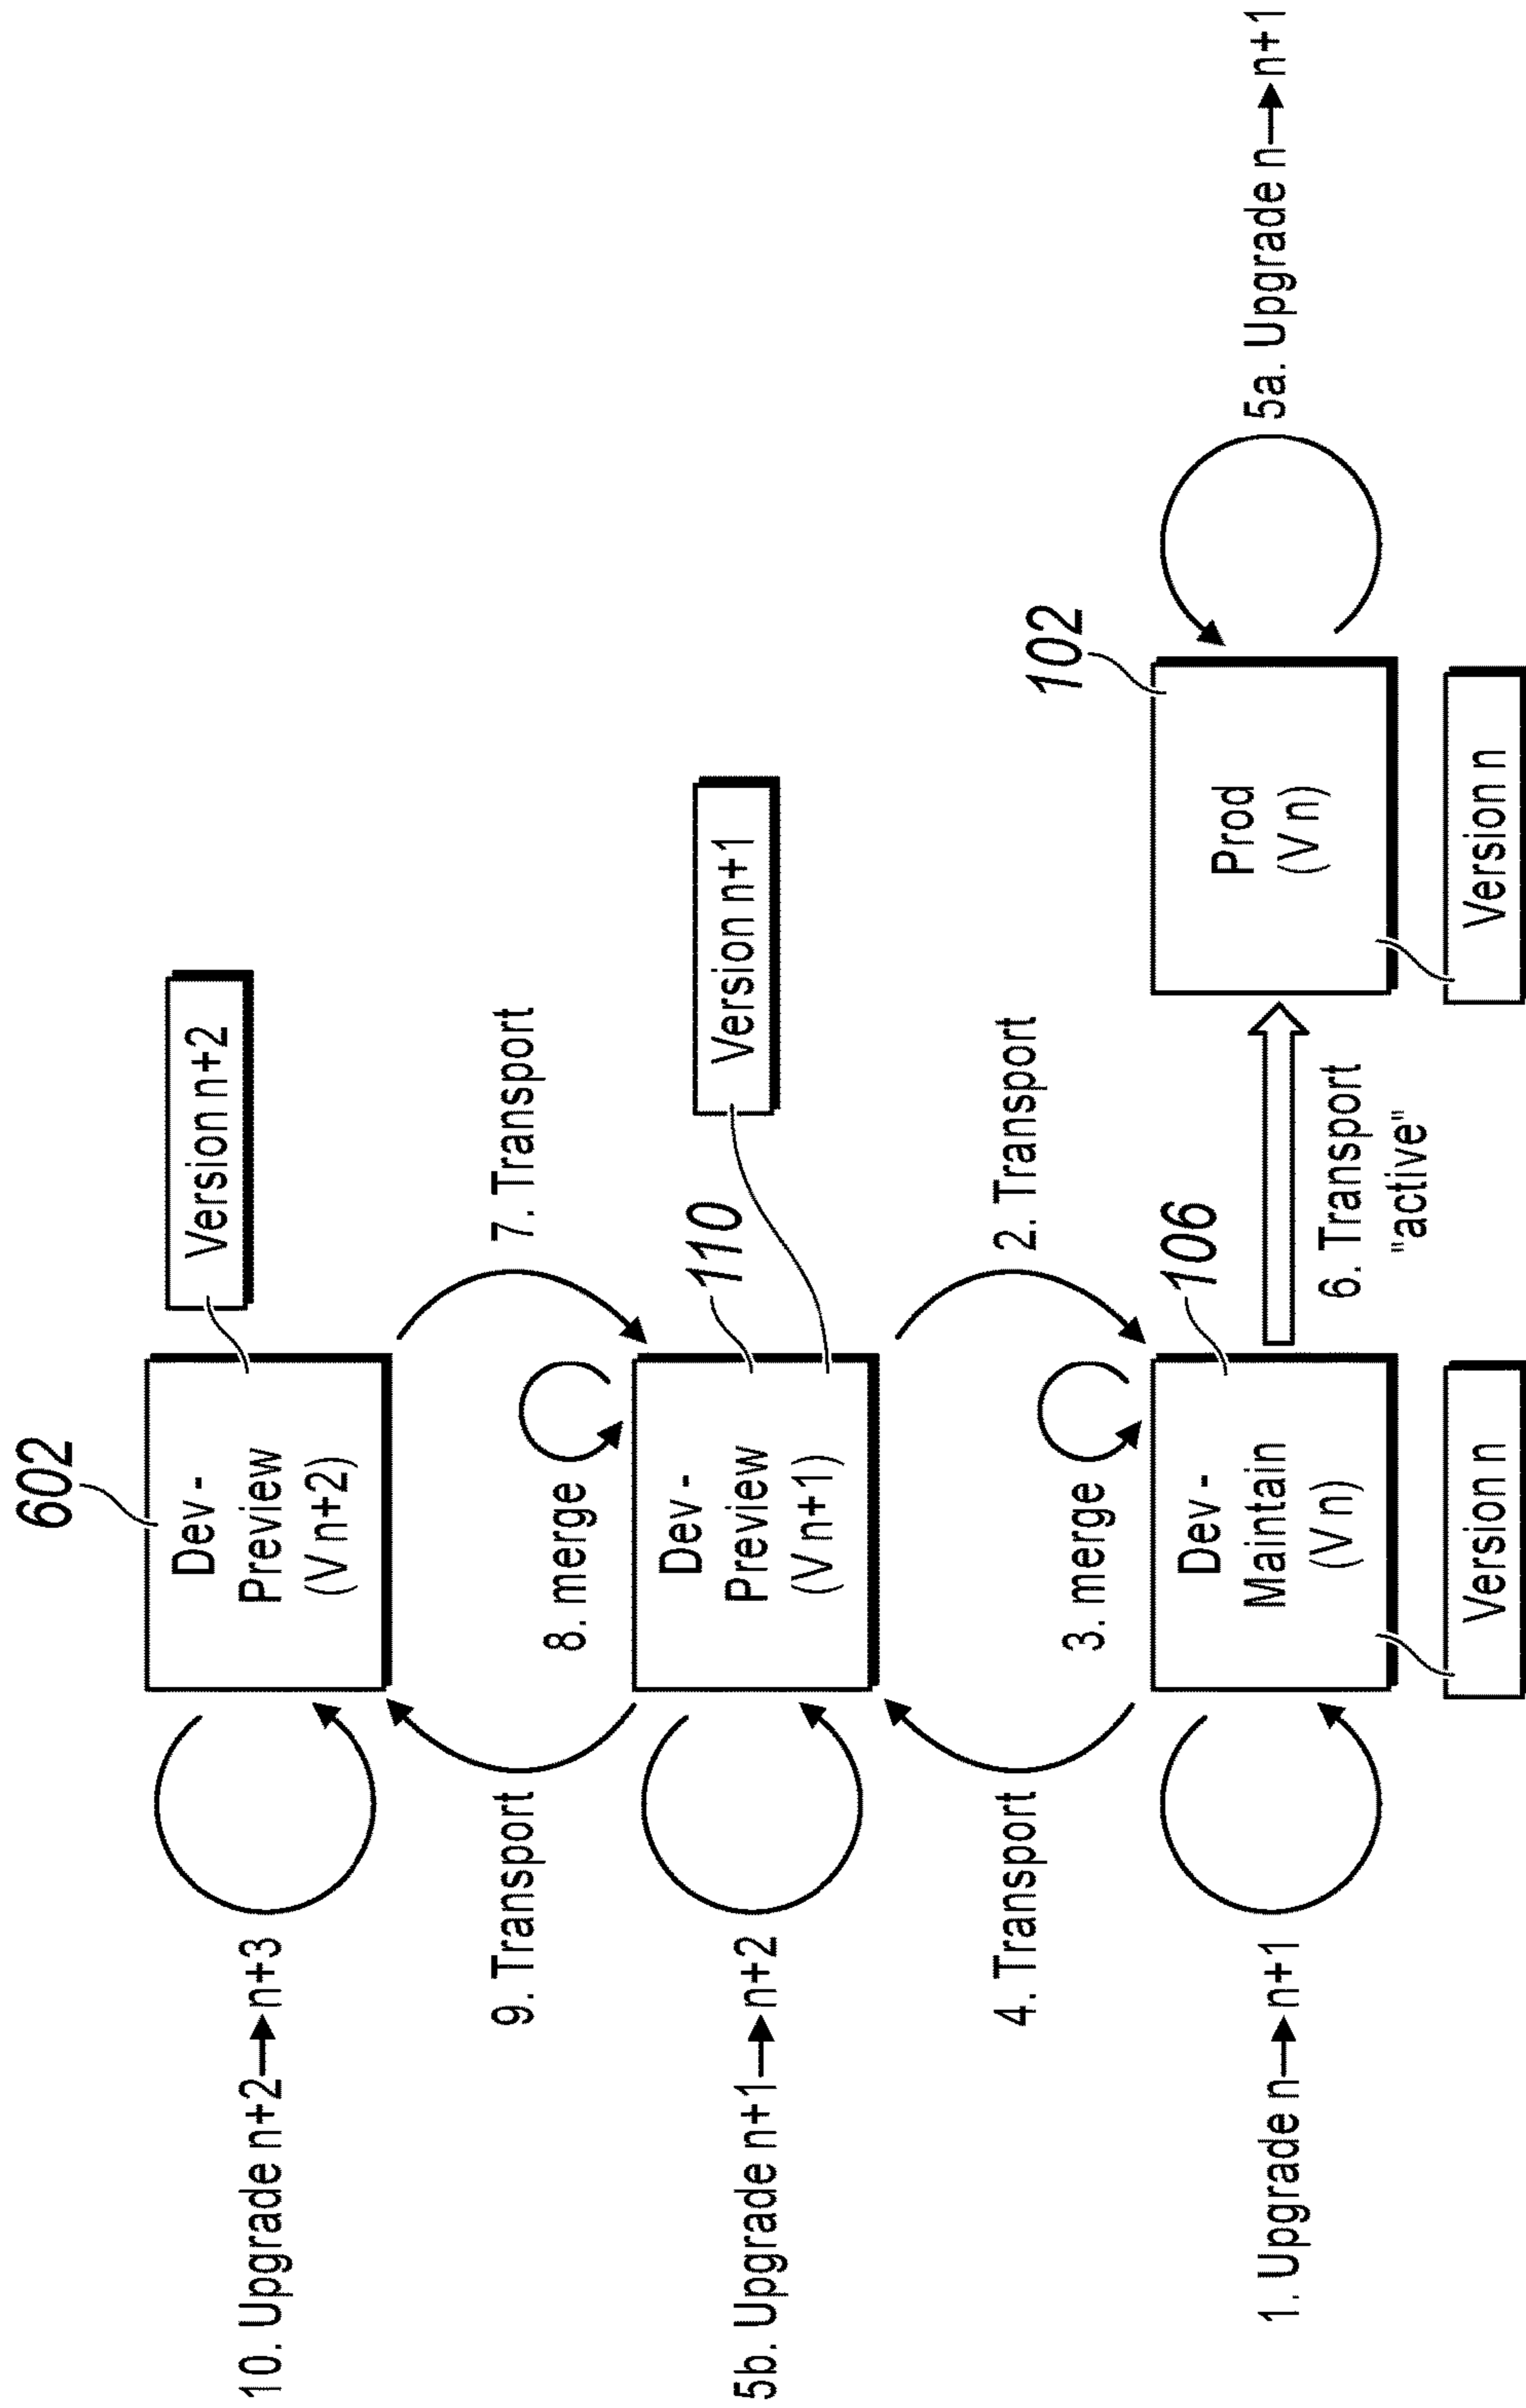 602
Dev -
Preview
(V n+2)
Version n+2
10. Upgrade n+2→n+3
9. Transport
7. Transport
8. merge
110
Dev -
Preview
(V n+1)
Version n+1
5b. Upgrade n+1→n+2
4. Transport
2. Transport
3. merge
106
Dev -
Maintain
(V n)
Version n
1. Upgrade n→n+1
6. Transport
"active"
102
Prod
(V n)
Version n
5a. Upgrade n→n+1